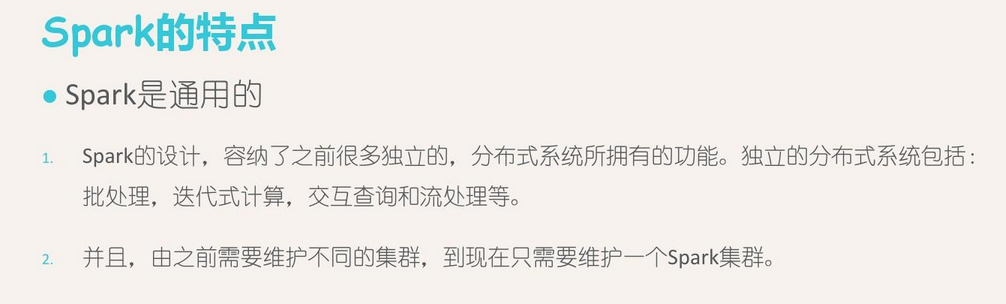 Spark的特点
Spark是通用的
1. Spark的设计，容纳了之前很多独立的，分布式系统所拥有的功能。独立的分布式系统包括：
批处理，迭代式计算，交互查询和流处理等。
2. 并且，由之前需要维护不同的集群，到现在只需要维护一个Spark集群。